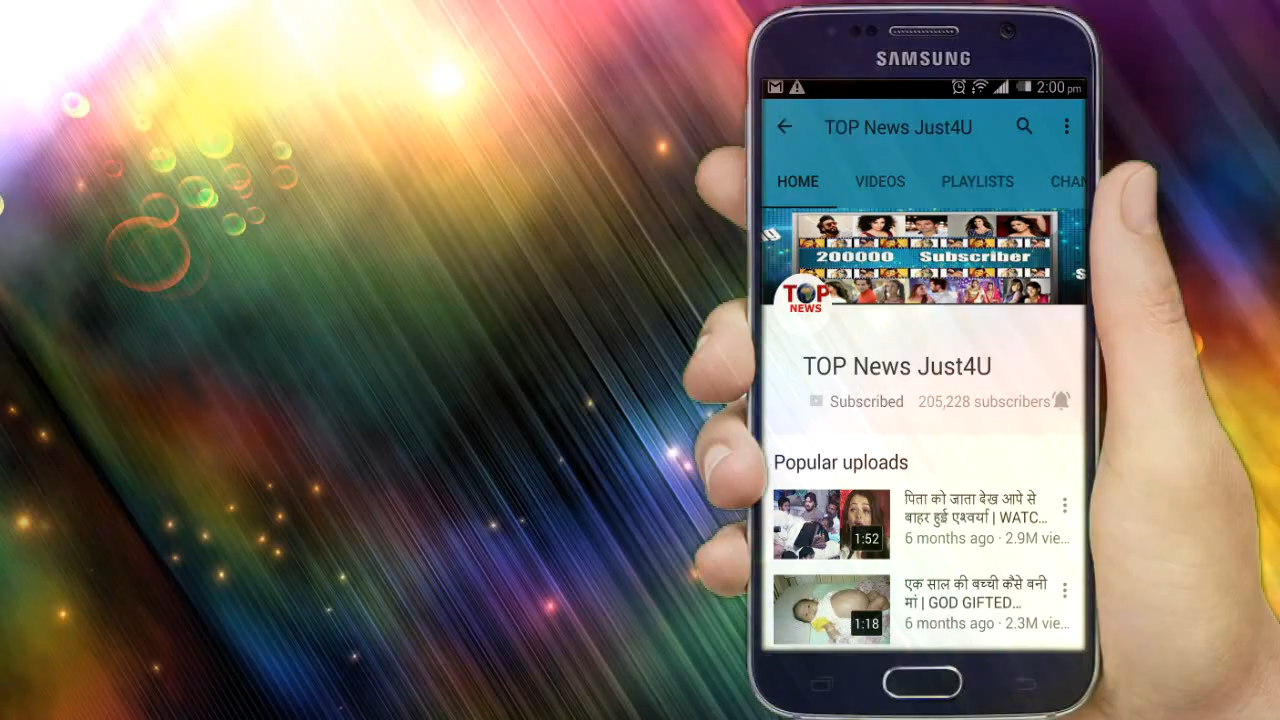 SAMSUNG
2:00 pm
TOP News Just4U
HOME VIDEOS PLAYLISTS CHAN
200000 Subscriber
S
TOP
NEWS
TOP News Just4U
Subscribed 205,228 subscribers
Popular uploads
पिता को जाता देख आपे से
बाहर हुई एश्वर्या | WATC...
6 months ago · 2.9M vie...
1:52
एक साल की बच्ची कैसे बनी
मां | GOD GIFTED...
6 months ago · 2.3M vie...
1:18